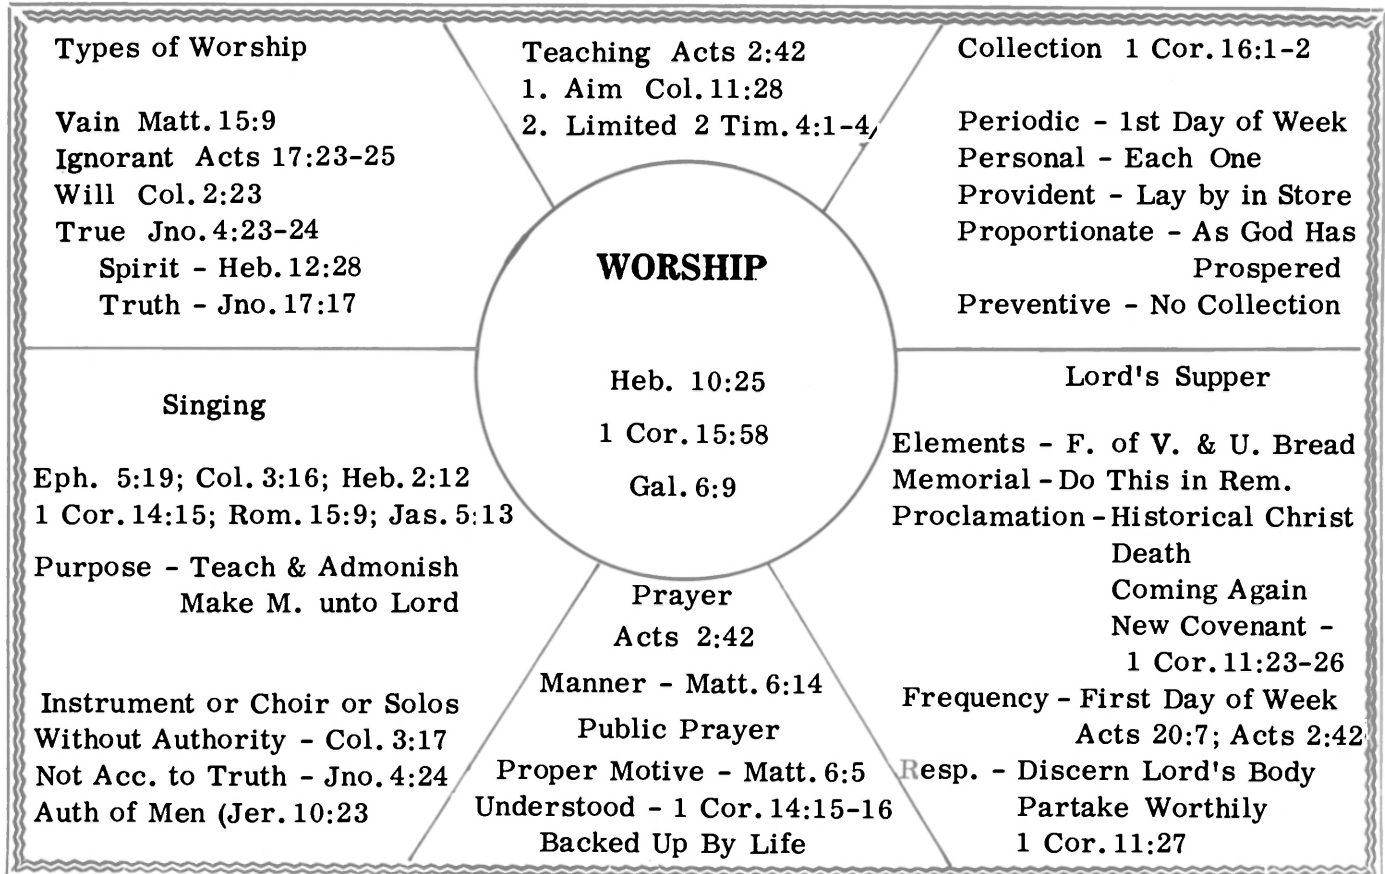 Types of Worship
Vain Matt. 15:9
Ignorant Acts 17:23-25
Will Col. 2:23
True Jno. 4:23-24
Spirit - Heb. 12:28
Truth - Jno. 17:17
Teaching Acts 2:42
1. Aim Col. 11:28
2. Limited 2 Tim. 4:1-4
Collection 1 Cor. 16:1-2
Periodic - 1st Day of Week
Personal - Each One
Provident - Lay by in Store
Proportionate - As God Has
Prospered
Preventive - No Collection
WORSHIP
Heb. 10:25
1 Cor. 15:58
Gal. 6:9
Singing
Eph. 5:19; Col. 3:16; Heb. 2:12
1 Cor. 14:15; Rom. 15:9; Jas. 5:13
Purpose - Teach & Admonish
Make M. unto Lord
Instrument or Choir or Solos
Without Authority - Col. 3:17
Not Acc. to Truth - Jno. 4:24
Auth of Men (Jer. 10:23
Prayer
Acts 2:42
Manner - Matt. 6:14
Public Prayer
Proper Motive - Matt. 6:5
Understood - 1 Cor. 14:15-16
Backed Up By Life
Lord's Supper
Elements - F. of V. & U. Bread
Memorial - Do This in Rem.
Proclamation - Historical Christ
Death
Coming Again
New Covenant -
1 Cor. 11:23-26
Frequency - First Day of Week
Acts 20:7; Acts 2:42
Resp. - Discern Lord's Body
Partake Worthily
1 Cor. 11:27